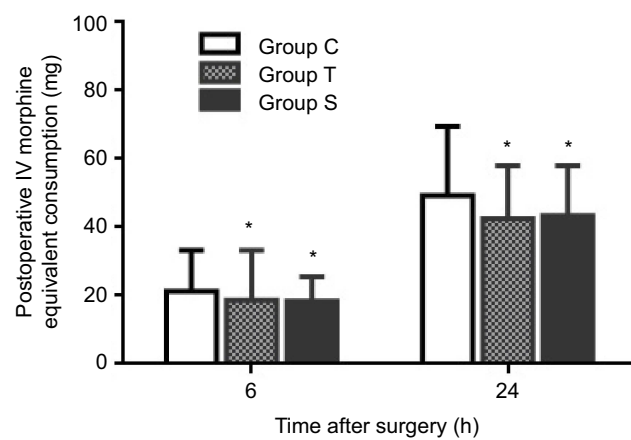 Postoperative IV morphine
equivalent consumption (mg)
100
80
60
40
20
0
Group C
Group T
Group S
* * * *
6 24
Time after surgery (h)